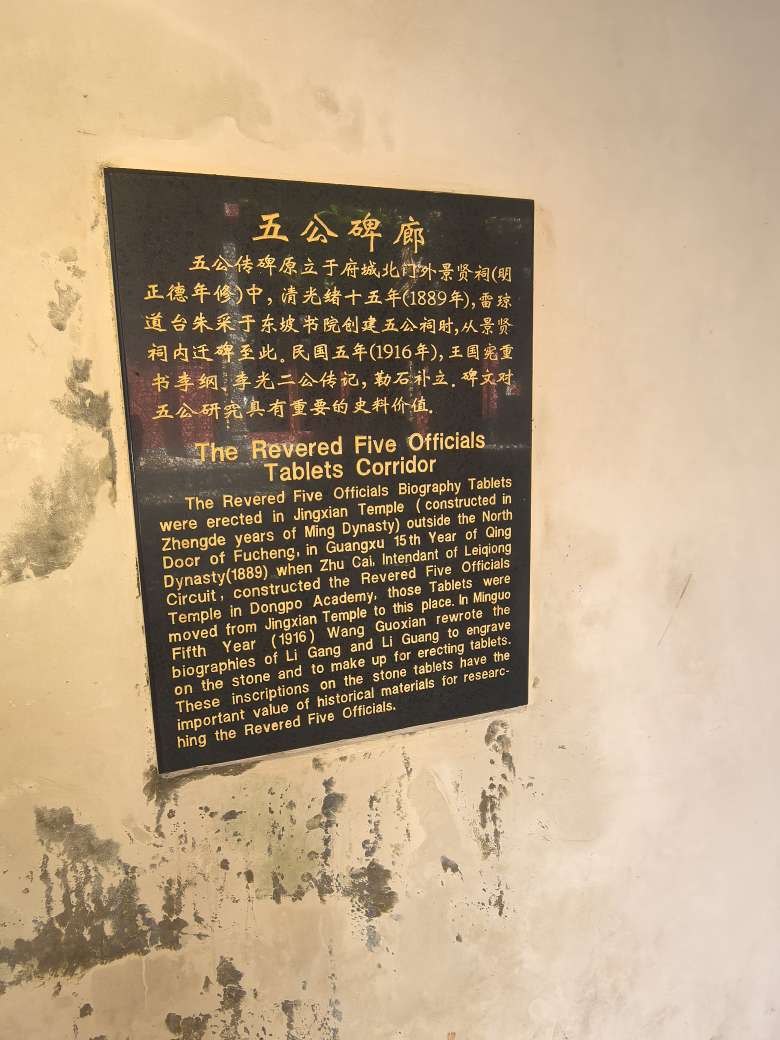 五公碑廊
五公传碑原立于府城北门外景贤祠(明
正德年修)中，清光绪十五年(1889年)，雷琼
道台朱采于东坡书院创建五公祠时，从景贤
祠内迁碑至此。民国五年(1916年)，王国宪重
书李纲、李光二公传记，勒石补立。碑文对
五公研究具有重要的史料价值。
The Revered Five Officials
Tablets Corridor
The Revered Five Officials Biography Tablets
were erected in Jingxian Temple (constructed in
Zhengde years of Ming Dynasty) outside the North
Door of Fucheng, in Guangxu 15th Year of Qing
Dynasty(1889) when Zhu Cai, Intendant of Leiqiong
Circuit, constructed the Revered Five Officials
Temple in Dongpo Academy, those Tablets were
moved from Jingxian Temple to this place. In Minguo
Fifth Year (1916) Wang Guoxian rewrote the
biographies of Li Gang and Li Guang to engrave
on the stone and to make up for erecting tablets.
These inscriptions on the stone tablets have the
important value of historical materials for researc-
hing the Revered Five Officials.